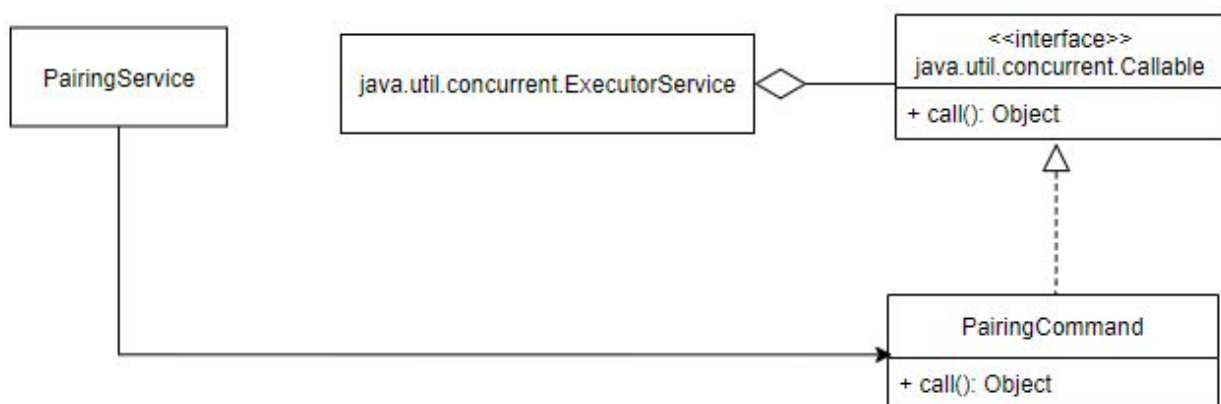 PairingService
java.util.concurrent.ExecutorService
<<interface>>
java.util.concurrent.Callable
+ call(): Object
PairingCommand
+ call(): Object